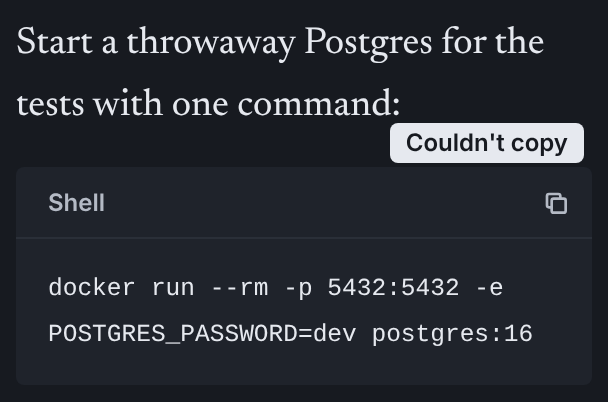 Start a throwaway Postgres for the
tests with one command:
Couldn't copy
Shell
docker run --rm -p 5432:5432 -e
POSTGRES_PASSWORD=dev postgres:16